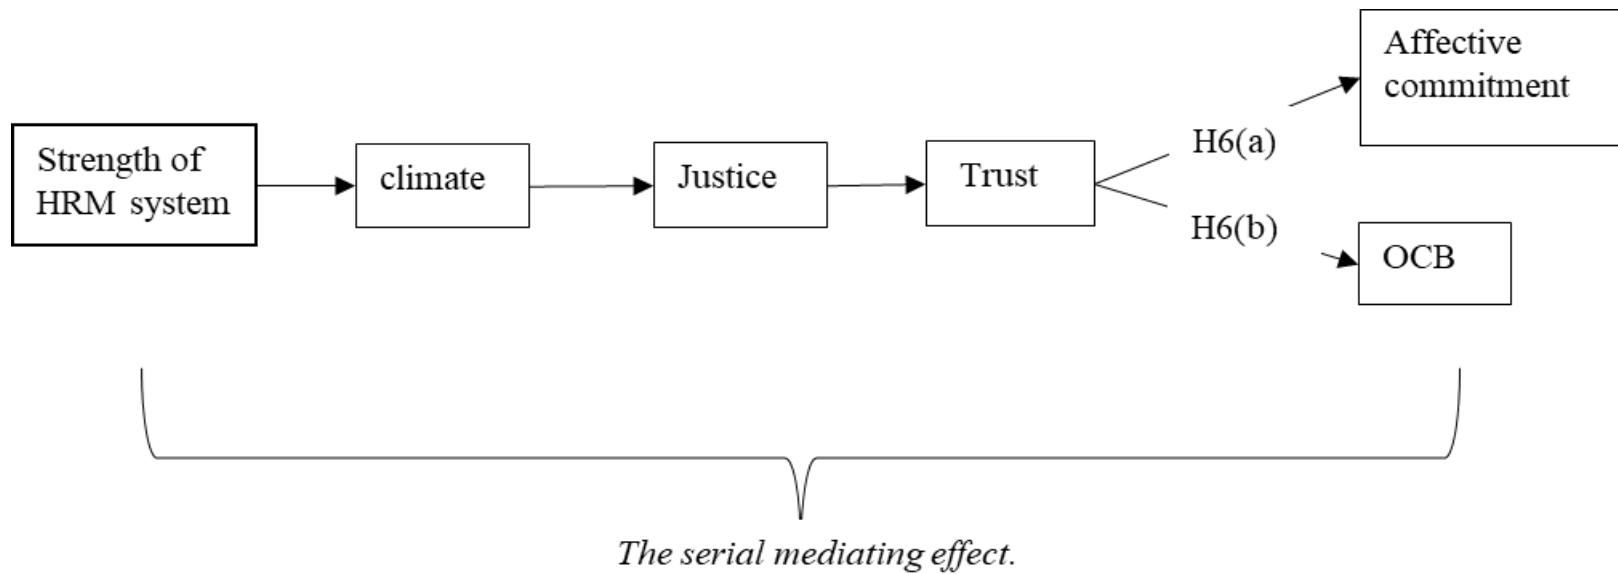 Affective
commitment
H6(a)
Strength of
HRM system
climate
Justice
Trust
H6(b)
OCB
The serial mediating effect.